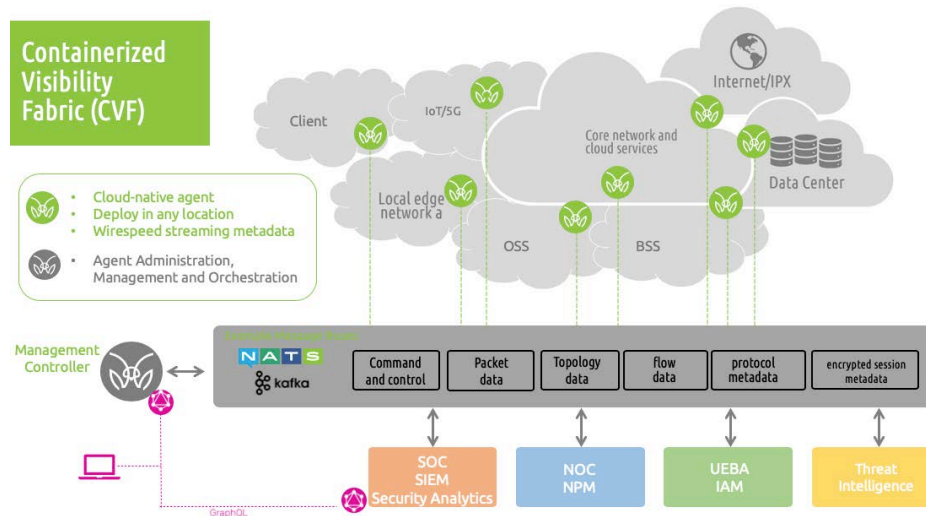 Containerized
Visibility
Fabric (CVF)
Internet/IPX
Client
IoT/5G
Core network and
cloud services
Data Center
Local edge
network a
OSS
BSS
• Cloud-native agent
• Deploy in any location
• Wirespeed streaming metadata
• Agent Administration,
Management and Orchestration
Management
Controller
NATS
kafka
Command
and control
Packet
data
Topology
data
flow
data
protocol
metadata
encrypted session
metadata
SOC
SIEM
Security Analytics
NOC
NPM
UEBA
IAM
Threat
Intelligence
GraphQL